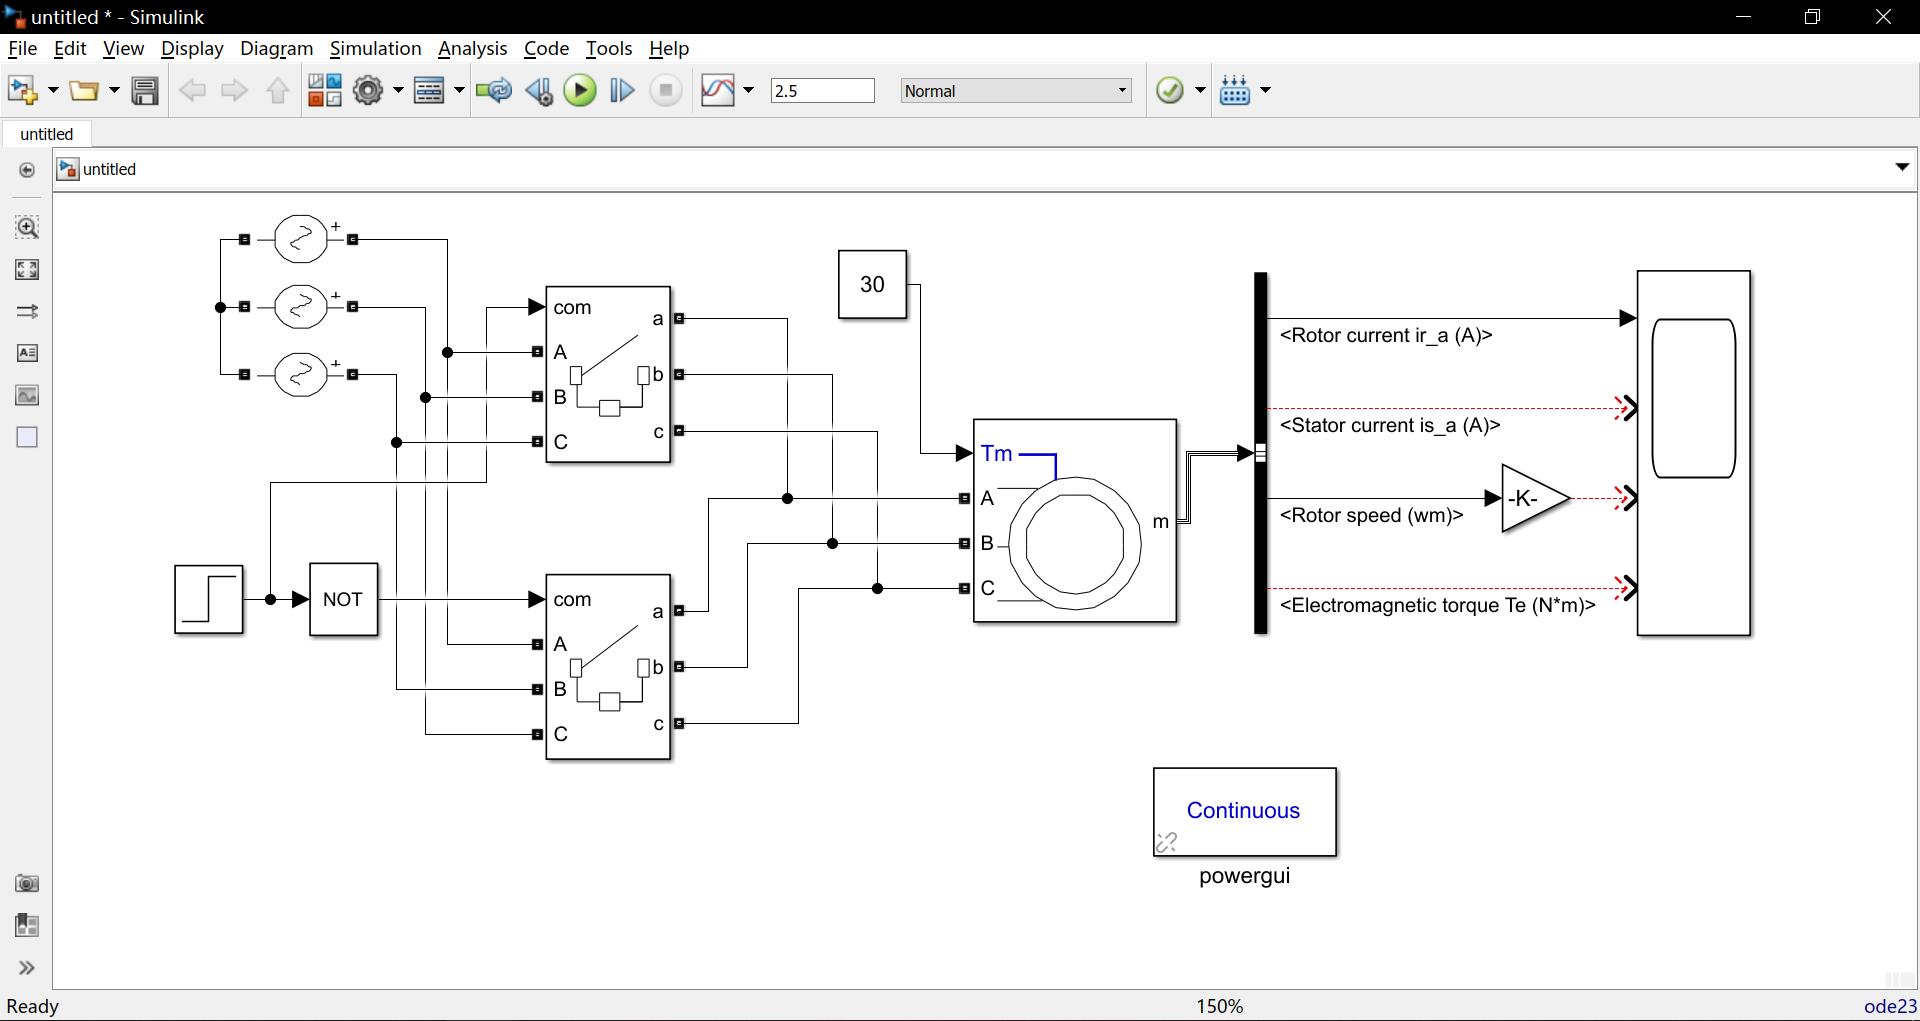 untitled * - Simulink
File Edit View Display Diagram Simulation Analysis Code Tools Help
2.5 Normal
untitled
untitled
+
+
+
com
A
B
C
a
b
c
30
Tm
A
B
C
m
<Rotor current ir_a (A)>
<Stator current is_a (A)>
<Rotor speed (wm)>
-K-
<Electromagnetic torque Te (N*m)>
NOT
com
A
B
C
a
b
c
Continuous
powergui
Ready 150% ode23